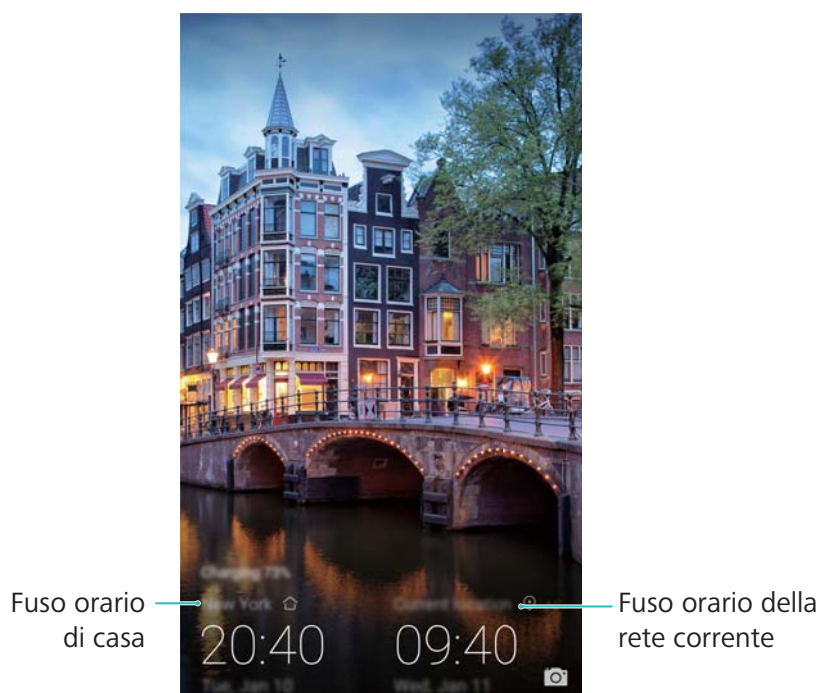 Charging 73%
New York
Current location
20:40
09:40
Tue, Jan 10
Wed, Jan 11
Fuso orario
di casa
Fuso orario della
rete corrente